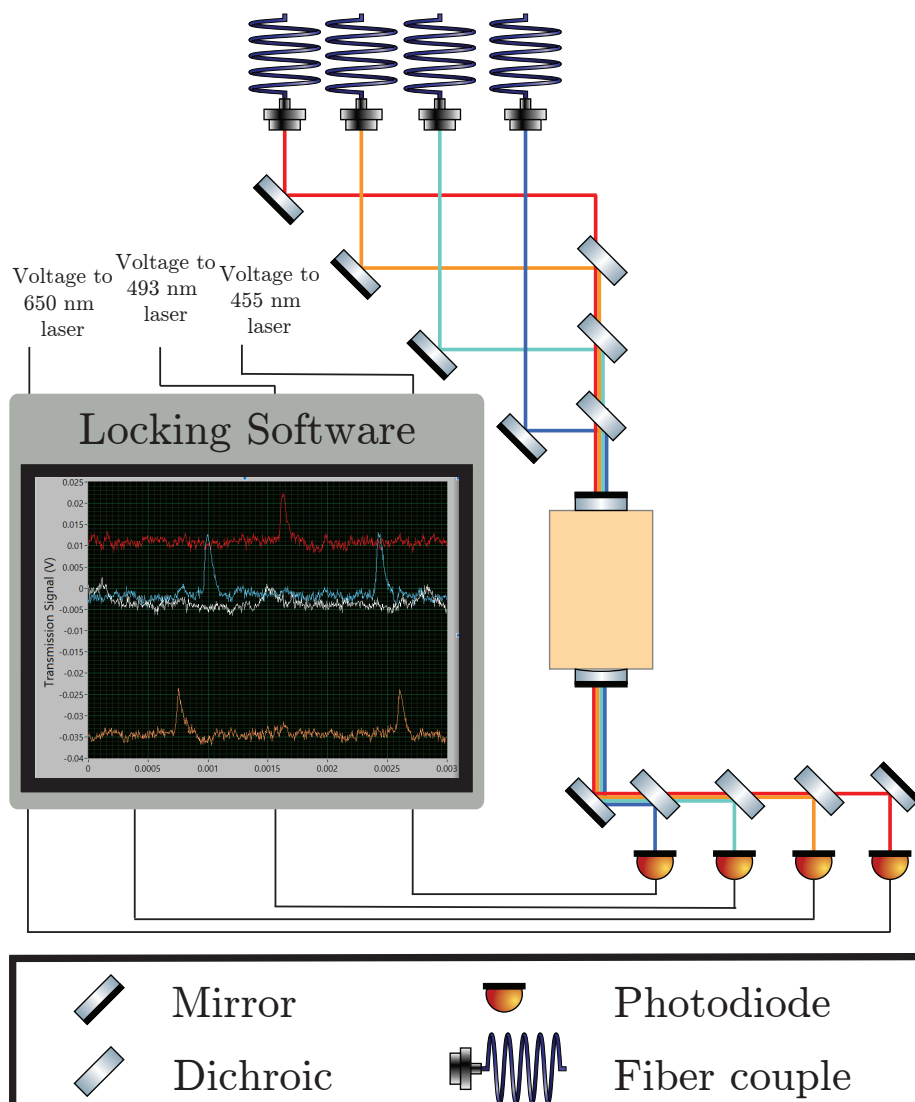 Voltage to
650 nm
laser
Voltage to
493 nm
laser
Voltage to
455 nm
laser
Locking Software
Transmission Signal (V)
0.025
0.02
0.015
0.01
0.005
0
-0.005
-0.01
-0.015
-0.02
-0.025
-0.03
-0.035
-0.04
0 0.0005 0.001 0.0015 0.002 0.0025 0.003
Mirror
Photodiode
Dichroic
Fiber couple